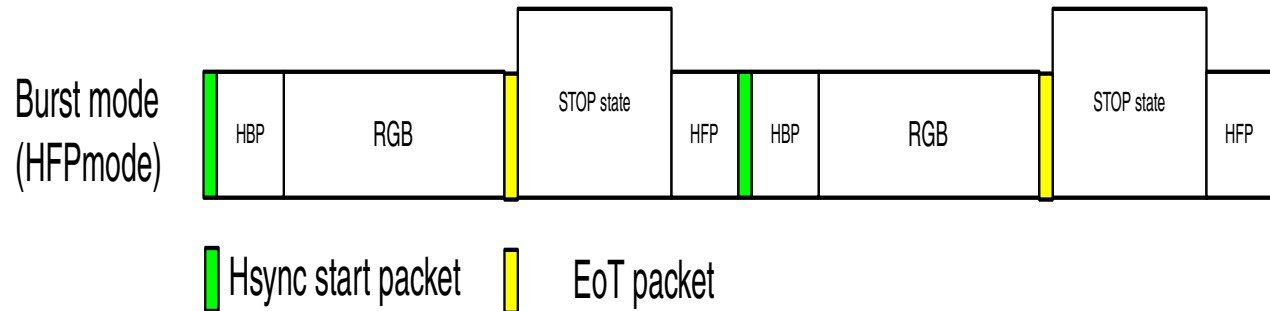 Burst mode
(HFPmode)
HBP
RGB
STOP state
HFP
HBP
RGB
STOP state
HFP
Hsync start packet
EoT packet